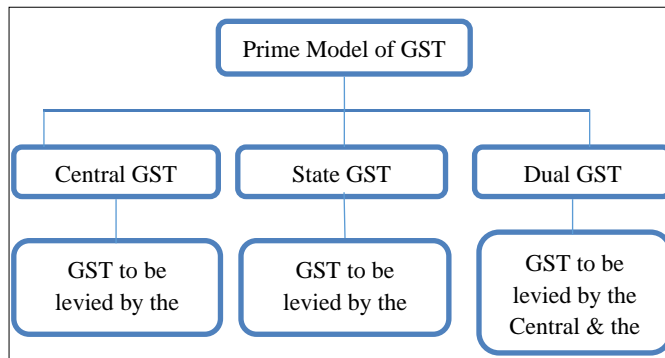 Prime Model of GST
Central GST
State GST
Dual GST
GST to be
levied by the
GST to be
levied by the
GST to be
levied by the
Central & the